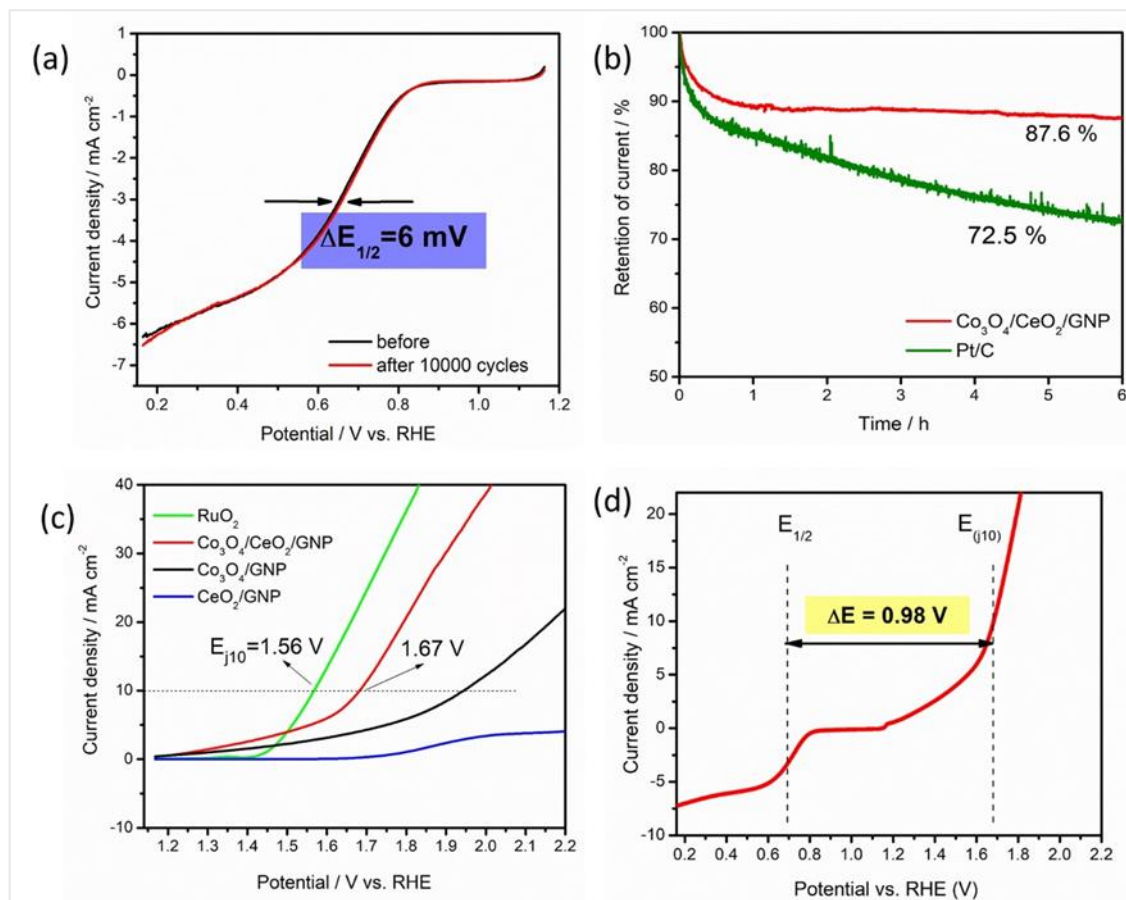 (a)
1
0
-1
-2
-3
-4
-5
-6
-7
Current density / mA cm⁻²
ΔE₁/₂=6 mV
before
after 10000 cycles
0.2 0.4 0.6 0.8 1.0 1.2
Potential / V vs. RHE
(b)
100
90
80
70
60
50
Retention of current / %
87.6 %
72.5 %
Co₃O₄/CeO₂/GNP
Pt/C
0 1 2 3 4 5 6
Time / h
(c)
40
30
20
10
0
-10
Current density / mA cm⁻²
RuO₂
Co₃O₄/CeO₂/GNP
Co₃O₄/GNP
CeO₂/GNP
Eⱼ₁₀=1.56 V
1.67 V
1.2 1.3 1.4 1.5 1.6 1.7 1.8 1.9 2.0 2.1 2.2
Potential / V vs. RHE
(d)
20
15
10
5
0
-5
-10
Current density / mA cm⁻²
E₁/₂
E₍ⱼ₁₀₎
ΔE = 0.98 V
0.2 0.4 0.6 0.8 1.0 1.2 1.4 1.6 1.8 2.0 2.2
Potential vs. RHE (V)